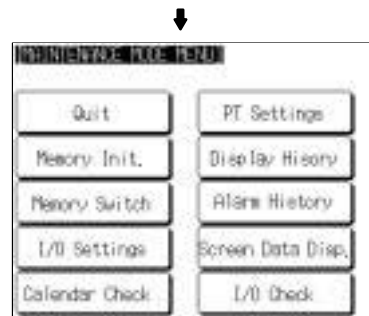 [MAINTENANCE MODE MENU]
Quit
PT Settings
Memory Init.
Display Hisory
Memory Switch
Alarm History
I/O Settings
Screen Data Disp.
Calendar Check
I/O Check